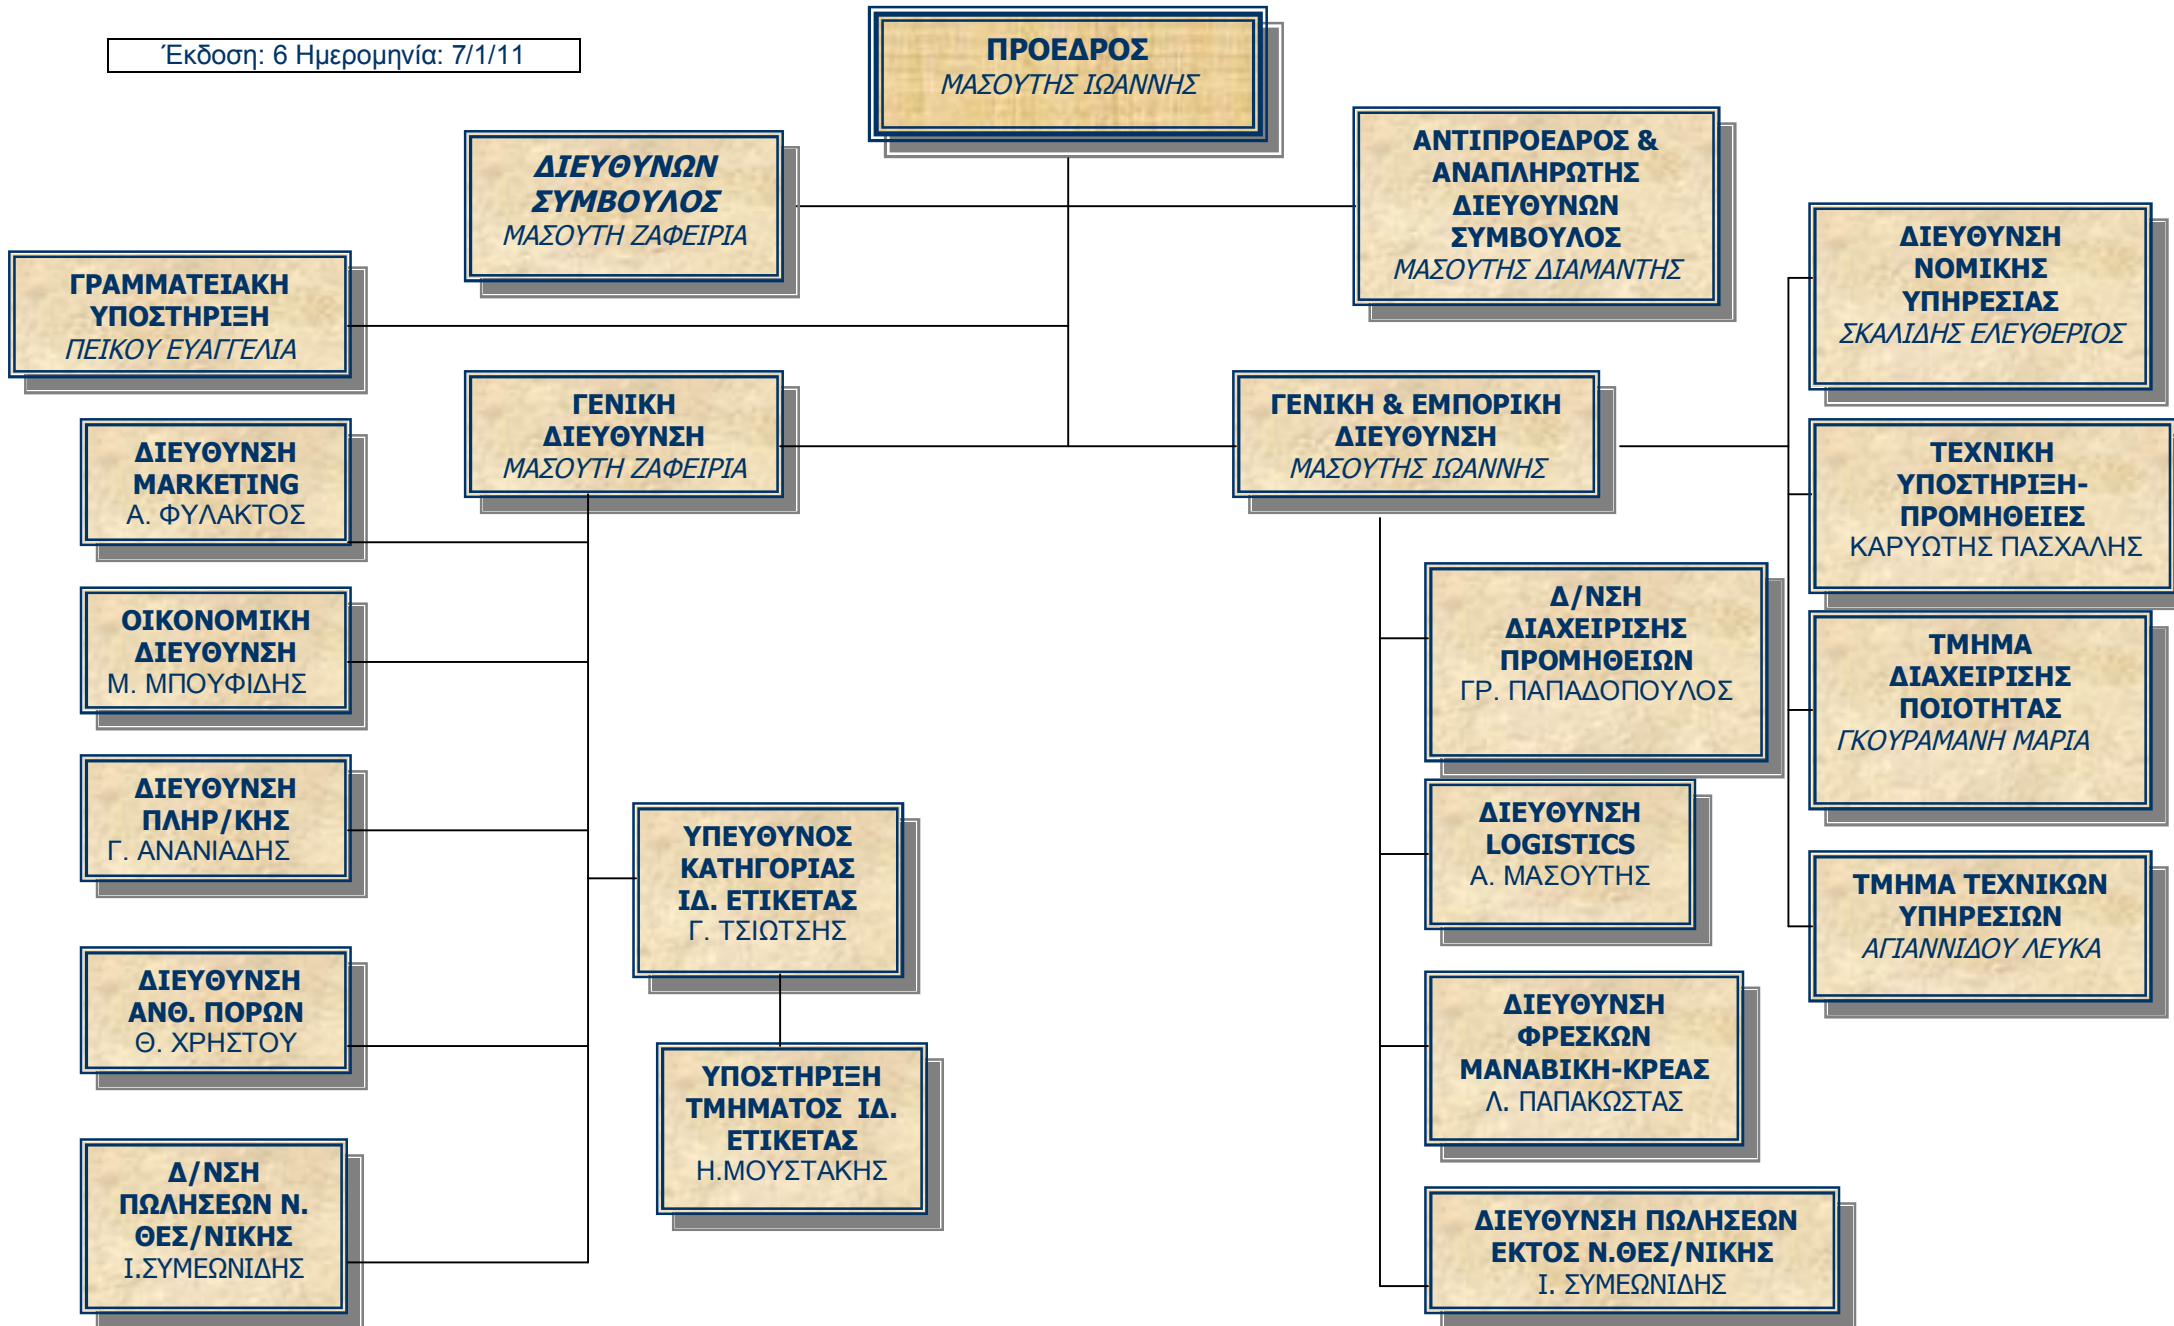 Έκδοση: 6 Ημερομηνία: 7/1/11
ΠΡΟΕΔΡΟΣ
ΜΑΣΟΥΤΗΣ ΙΩΑΝΝΗΣ
ΔΙΕΥΘΥΝΩΝ
ΣΥΜΒΟΥΛΟΣ
ΜΑΣΟΥΤΗ ΖΑΦΕΙΡΙΑ
ΑΝΤΙΠΡΟΕΔΡΟΣ &
ΑΝΑΠΛΗΡΩΤΗΣ
ΔΙΕΥΘΥΝΩΝ
ΣΥΜΒΟΥΛΟΣ
ΜΑΣΟΥΤΗΣ ΔΙΑΜΑΝΤΗΣ
ΓΡΑΜΜΑΤΕΙΑΚΗ
ΥΠΟΣΤΗΡΙΞΗ
ΠΕΙΚΟΥ ΕΥΑΓΓΕΛΙΑ
ΓΕΝΙΚΗ
ΔΙΕΥΘΥΝΣΗ
ΜΑΣΟΥΤΗ ΖΑΦΕΙΡΙΑ
ΓΕΝΙΚΗ & ΕΜΠΟΡΙΚΗ
ΔΙΕΥΘΥΝΣΗ
ΜΑΣΟΥΤΗΣ ΙΩΑΝΝΗΣ
ΔΙΕΥΘΥΝΣΗ
MARKETING
Α. ΦΥΛΑΚΤΟΣ
ΟΙΚΟΝΟΜΙΚΗ
ΔΙΕΥΘΥΝΣΗ
Μ. ΜΠΟΥΦΙΔΗΣ
ΔΙΕΥΘΥΝΣΗ
ΠΛΗΡ/ΚΗΣ
Γ. ΑΝΑΝΙΑΔΗΣ
ΔΙΕΥΘΥΝΣΗ
ΑΝΘ. ΠΟΡΩΝ
Θ. ΧΡΗΣΤΟΥ
Δ/ΝΣΗ
ΠΩΛΗΣΕΩΝ Ν.
ΘΕΣ/ΝΙΚΗΣ
Ι.ΣΥΜΕΩΝΙΔΗΣ
ΥΠΕΥΘΥΝΟΣ
ΚΑΤΗΓΟΡΙΑΣ
ΙΔ. ΕΤΙΚΕΤΑΣ
Γ. ΤΣΙΩΤΣΗΣ
ΥΠΟΣΤΗΡΙΞΗ
ΤΜΗΜΑΤΟΣ ΙΔ.
ΕΤΙΚΕΤΑΣ
Η.ΜΟΥΣΤΑΚΗΣ
Δ/ΝΣΗ
ΔΙΑΧΕΙΡΙΣΗΣ
ΠΡΟΜΗΘΕΙΩΝ
ΓΡ. ΠΑΠΑΔΟΠΟΥΛΟΣ
ΔΙΕΥΘΥΝΣΗ
LOGISTICS
Α. ΜΑΣΟΥΤΗΣ
ΔΙΕΥΘΥΝΣΗ
ΦΡΕΣΚΩΝ
ΜΑΝΑΒΙΚΗ-ΚΡΕΑΣ
Λ. ΠΑΠΑΚΩΣΤΑΣ
ΔΙΕΥΘΥΝΣΗ ΠΩΛΗΣΕΩΝ
ΕΚΤΟΣ Ν.ΘΕΣ/ΝΙΚΗΣ
Ι. ΣΥΜΕΩΝΙΔΗΣ
ΔΙΕΥΘΥΝΣΗ
ΝΟΜΙΚΗΣ
ΥΠΗΡΕΣΙΑΣ
ΣΚΑΛΙΔΗΣ ΕΛΕΥΘΕΡΙΟΣ
ΤΕΧΝΙΚΗ
ΥΠΟΣΤΗΡΙΞΗ-
ΠΡΟΜΗΘΕΙΕΣ
ΚΑΡΥΩΤΗΣ ΠΑΣΧΑΛΗΣ
ΤΜΗΜΑ
ΔΙΑΧΕΙΡΙΣΗΣ
ΠΟΙΟΤΗΤΑΣ
ΓΚΟΥΡΑΜΑΝΗ ΜΑΡΙΑ
ΤΜΗΜΑ ΤΕΧΝΙΚΩΝ
ΥΠΗΡΕΣΙΩΝ
ΑΓΙΑΝΝΙΔΟΥ ΛΕΥΚΑ